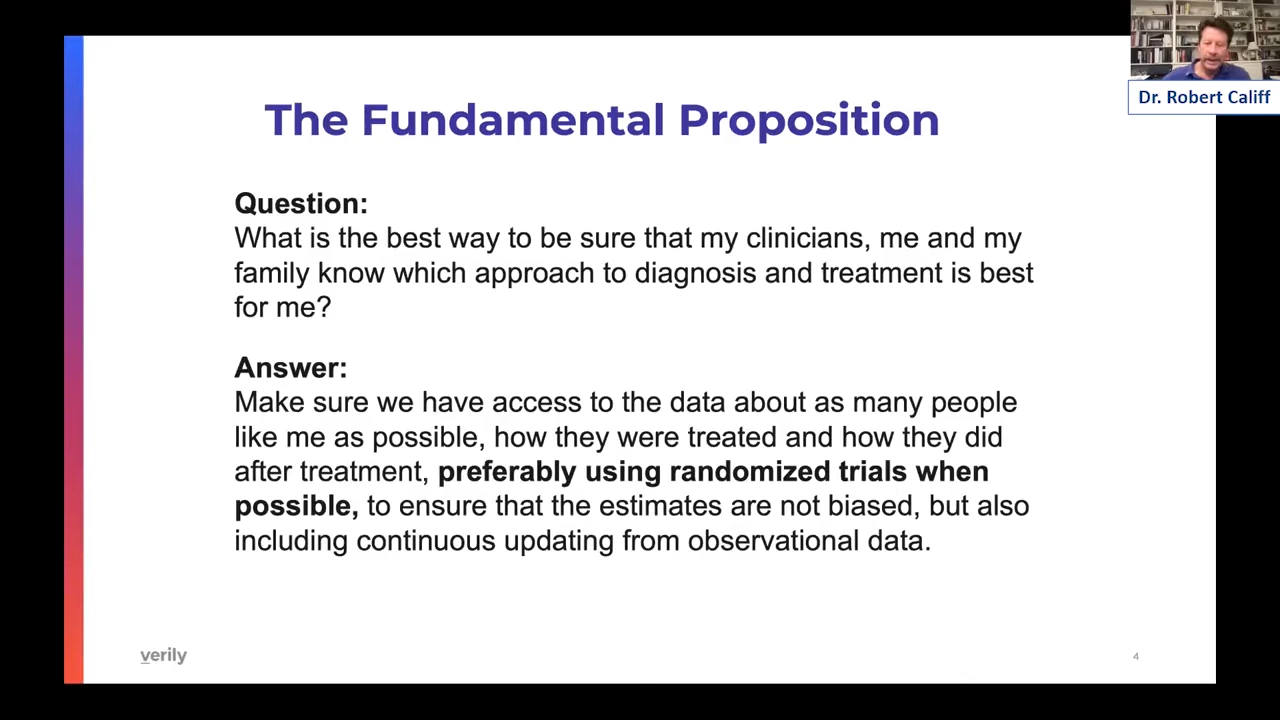 Dr. Robert Califf
The Fundamental Proposition
Question:
What is the best way to be sure that my clinicians, me and my
family know which approach to diagnosis and treatment is best
for me?
Answer:
Make sure we have access to the data about as many people
like me as possible, how they were treated and how they did
after treatment, preferably using randomized trials when
possible, to ensure that the estimates are not biased, but also
including continuous updating from observational data.
verily
4